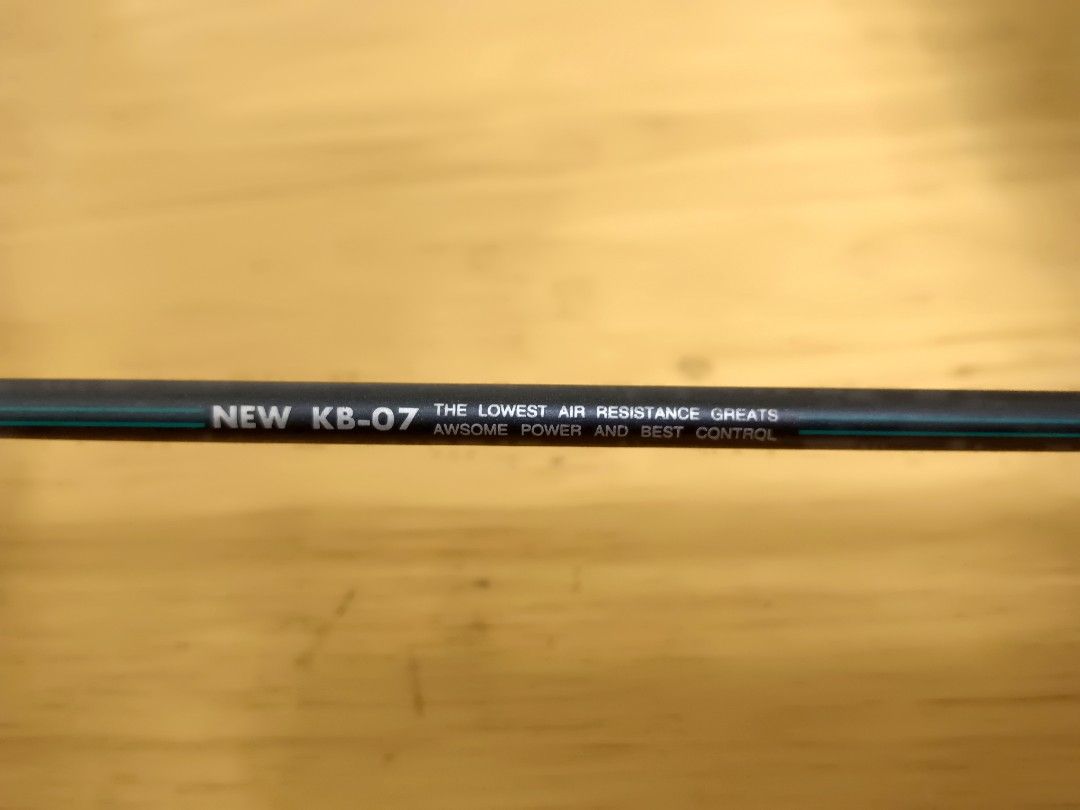 NEW KB-07
THE LOWEST AIR RESISTANCE GREATS
AWSOME POWER AND BEST CONTROL